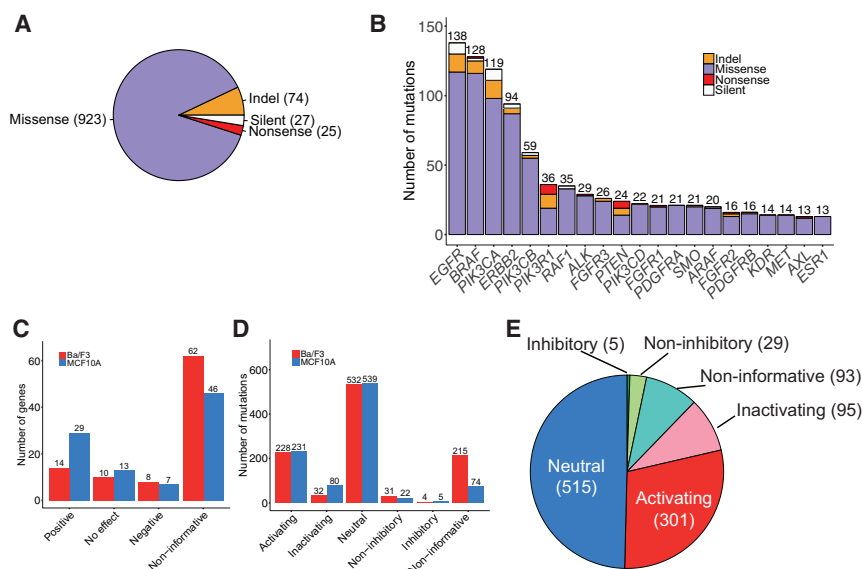 A
Missense (923)
Indel (74)
Silent (27)
Nonsense (25)
B
Number of mutations
150
100
50
0
138
128
119
94
59
36
35
29
26
24
22
21
21
21
20
16
16
14
14
13
13
Indel
Missense
Nonsense
Silent
EGFR
BRAF
PIK3CA
ERBB2
PIK3CB
PIK3R1
RAF1
ALK
FGFR3
PTEN
PIK3CD
FGFR1
PDGFRA
SMO
ARAF
FGFR2
PDGFRB
KDR
MET
AXL
ESR1
C
Ba/F3
MCF10A
Number of genes
60
40
20
0
14
29
10
13
8
7
62
46
Positive
No effect
Negative
Non-informative
D
Ba/F3
MCF10A
Number of mutations
600
400
200
0
228
231
32
80
532
539
31
22
4
5
215
74
Activating
Inactivating
Neutral
Non-inhibitory
Inhibitory
Non-informative
E
Inhibitory (5)
Non-inhibitory (29)
Non-informative (93)
Inactivating (95)
Neutral
(515)
Activating
(301)